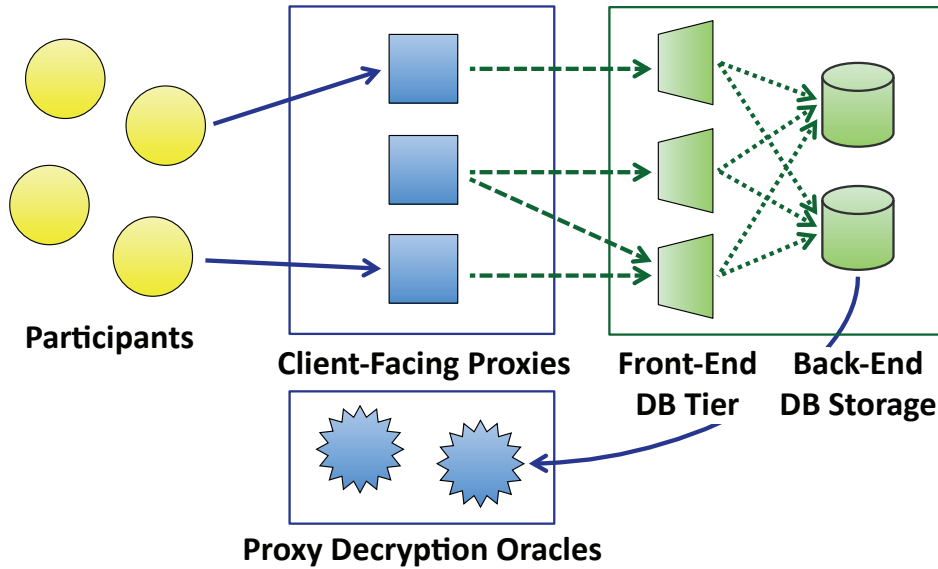 Participants
Client-Facing Proxies
Front-End
DB Tier
Back-End
DB Storage
Proxy Decryption Oracles